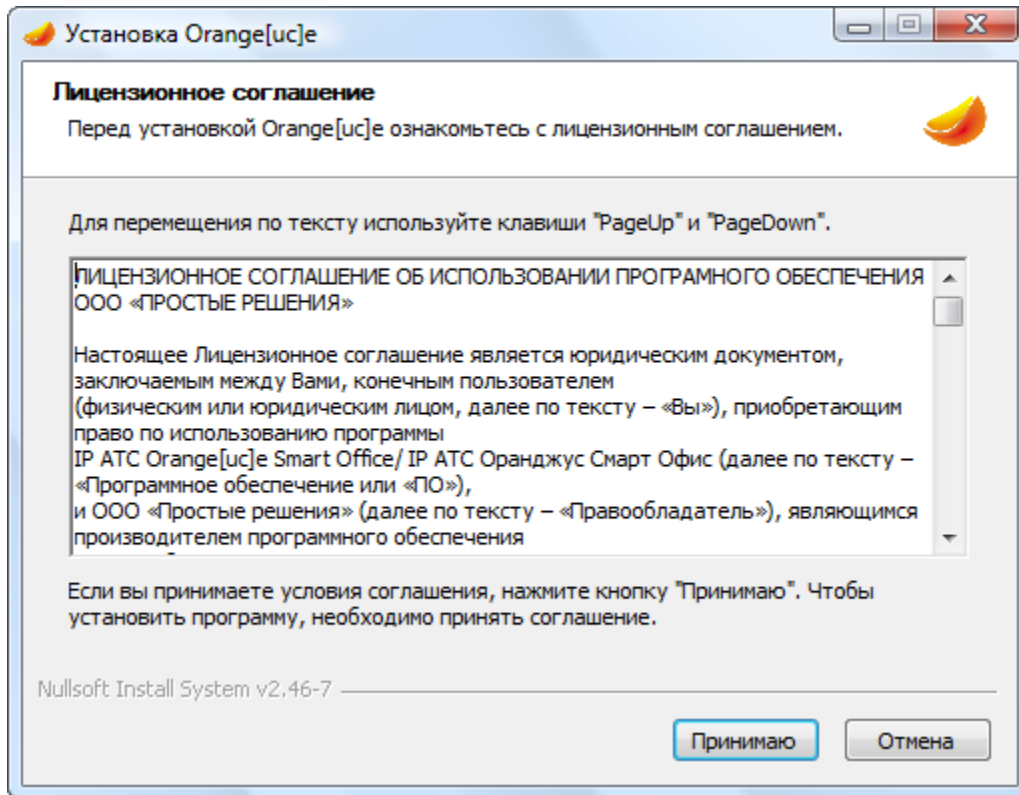 Установка Orange[uc]e
Лицензионное соглашение
Перед установкой Orange[uc]e ознакомьтесь с лицензионным соглашением.
Для перемещения по тексту используйте клавиши "PageUp" и "PageDown".
ЛИЦЕНЗИОННОЕ СОГЛАШЕНИЕ ОБ ИСПОЛЬЗОВАНИИ ПРОГРАМНОГО ОБЕСПЕЧЕНИЯ
ООО «ПРОСТЫЕ РЕШЕНИЯ»
Настоящее Лицензионное соглашение является юридическим документом,
заключаемым между Вами, конечным пользователем
(физическим или юридическим лицом, далее по тексту – «Вы»), приобретающим
право по использованию программы
IP АТС Orange[uc]e Smart Office/ IP АТС Оранджус Смарт Офис (далее по тексту –
«Программное обеспечение или «ПО»),
и ООО «Простые решения» (далее по тексту – «Правообладатель»), являющимся
производителем программного обеспечения
Если вы принимаете условия соглашения, нажмите кнопку "Принимаю". Чтобы
установить программу, необходимо принять соглашение.
Nullsoft Install System v2.46-7
Принимаю
Отмена